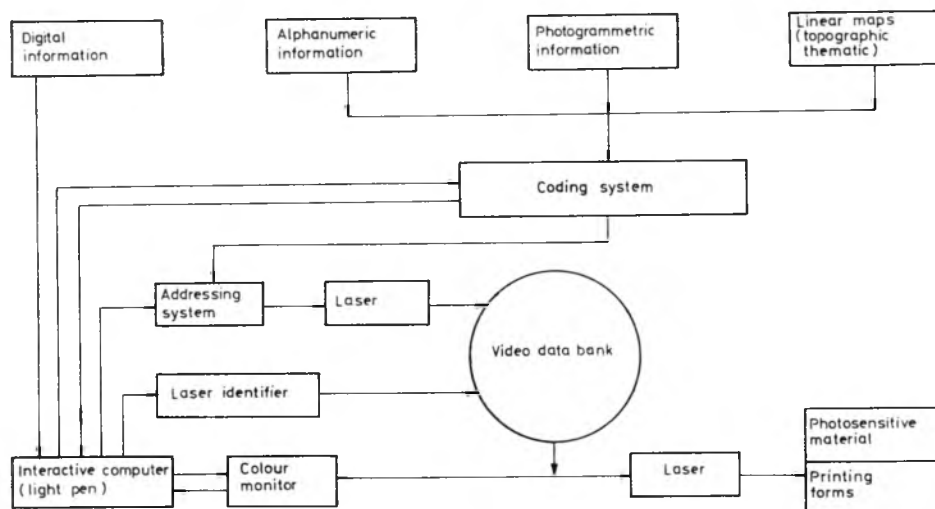 Digital
information
Alphanumeric
information
Photogrammetric
information
Linear maps
(topographic
thematic)
Coding system
Addressing
system
Laser
Video data bank
Laser identifier
Interactive computer
(light pen)
Colour
monitor
Laser
Photosensitive
material
Printing
forms